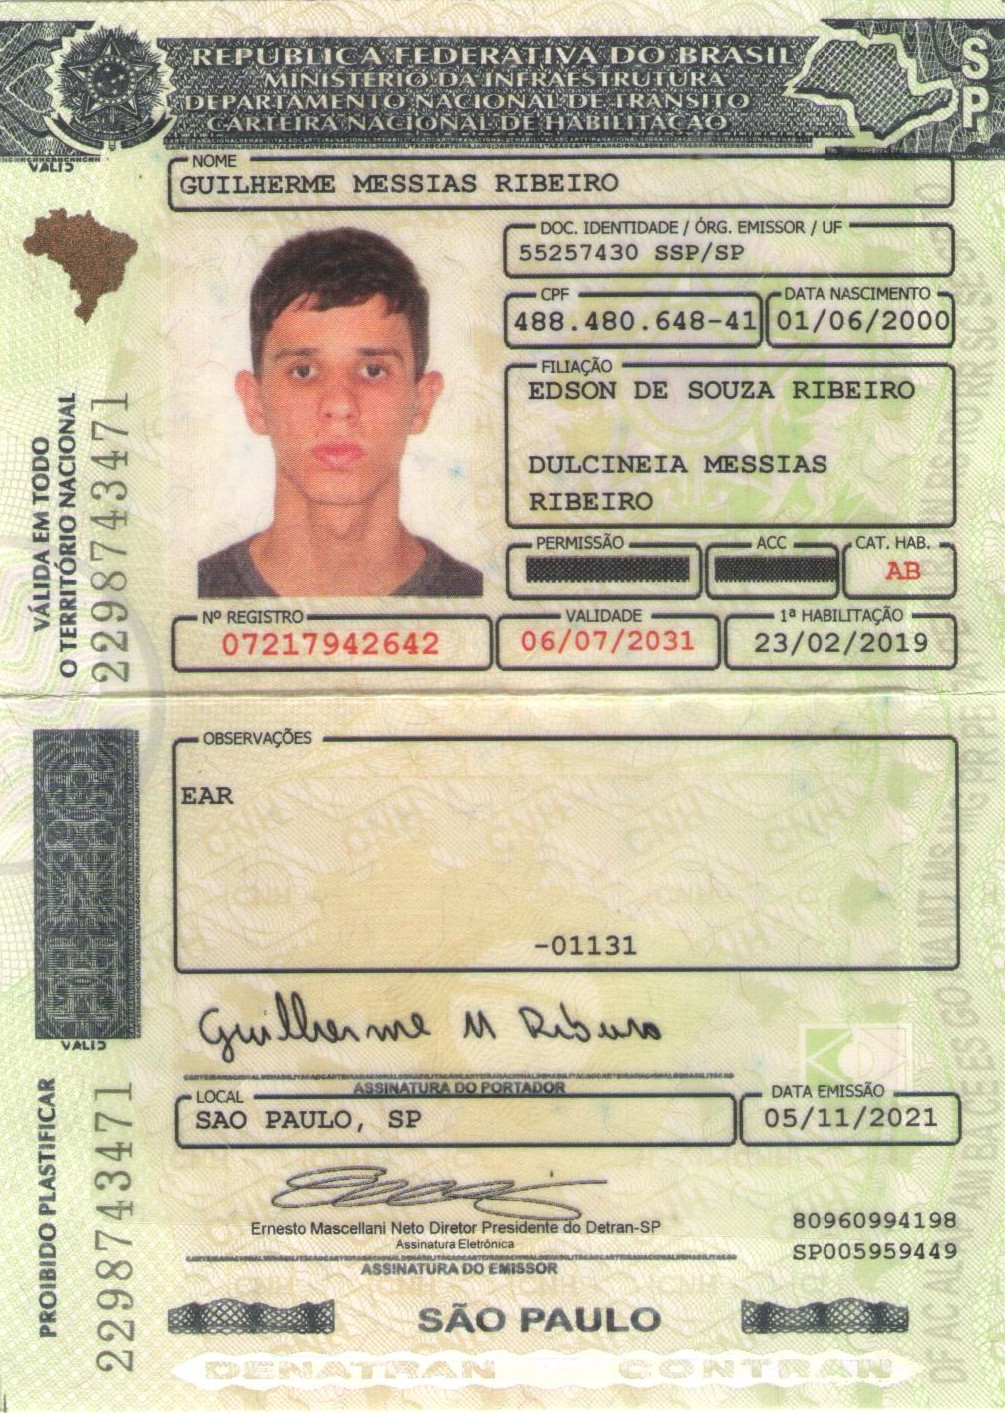 REPÚBLICA FEDERATIVA DO BRASIL
MINISTÉRIO DA INFRAESTRUTURA
DEPARTAMENTO NACIONAL DE TRÂNSITO
CARTEIRA NACIONAL DE HABILITAÇÃO
SP
VALID
NOME
GUILHERME MESSIAS RIBEIRO
DOC. IDENTIDADE / ÓRG. EMISSOR / UF
55257430 SSP/SP
CPF
488.480.648-41
DATA NASCIMENTO
01/06/2000
FILIAÇÃO
EDSON DE SOUZA RIBEIRO
DULCINEIA MESSIAS
RIBEIRO
PERMISSÃO
ACC
CAT. HAB.
AB
Nº REGISTRO
07217942642
VALIDADE
06/07/2031
1ª HABILITAÇÃO
23/02/2019
VÁLIDA EM TODO
O TERRITÓRIO NACIONAL
2298743471
OBSERVAÇÕES
EAR
-01131
VALID
Guilherme M Ribeiro
ASSINATURA DO PORTADOR
LOCAL
SAO PAULO, SP
DATA EMISSÃO
05/11/2021
PROIBIDO PLASTIFICAR
2298743471
Ernesto Mascellani Neto Diretor Presidente do Detran-SP
Assinatura Eletrônica
ASSINATURA DO EMISSOR
80960994198
SP005959449
SÃO PAULO
DENATRAN CONTRAN